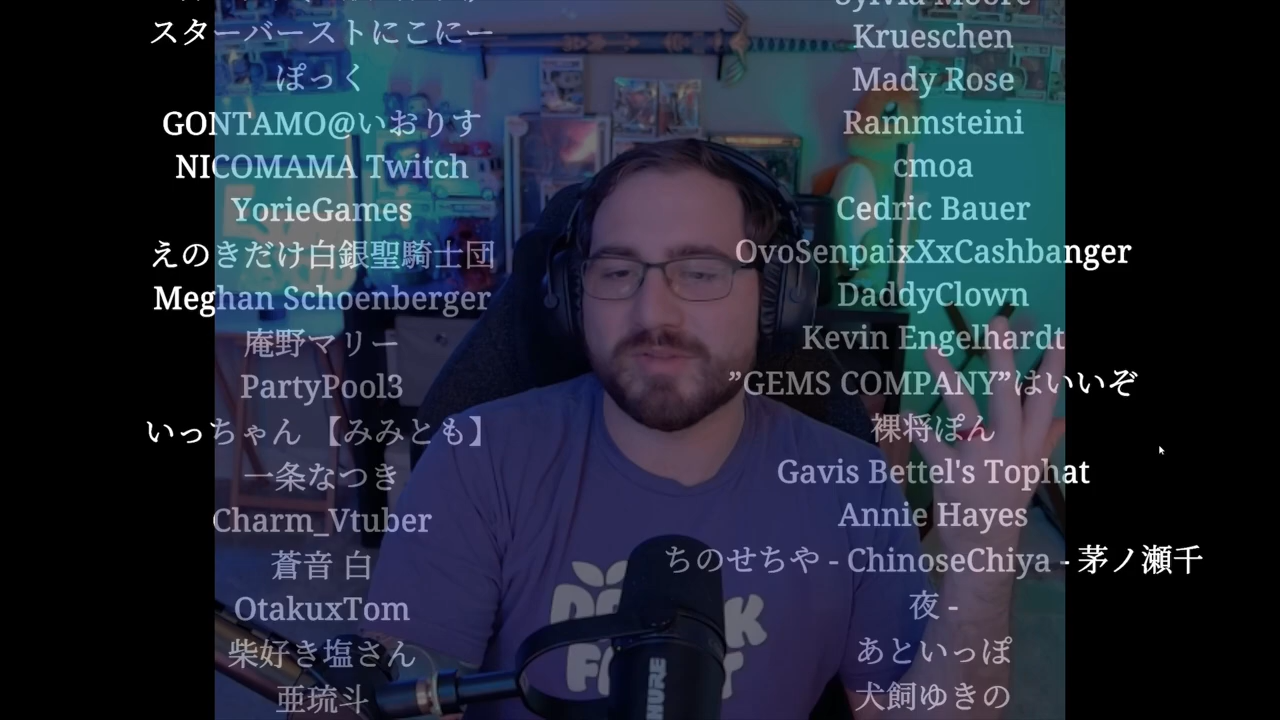 スターバーストにこにー
ぽっく
GONTAMO@いおりす
NICOMAMA Twitch
YorieGames
えのきだけ白銀聖騎士団
Meghan Schoenberger
庵野マリー
PartyPool3
いっちゃん 【みみとも】
一条なつき
Charm_Vtuber
蒼音 白
OtakuxTom
柴好き塩さん
亜琉斗
Sylvia Moore
Krueschen
Mady Rose
Rammsteini
cmoa
Cedric Bauer
OvoSenpaixXxCashbanger
DaddyClown
Kevin Engelhardt
”GEMS COMPANY”はいいぞ
裸将ぽん
Gavis Bettel's Tophat
Annie Hayes
ちのせちや - ChinoseChiya - 茅ノ瀬千
夜 -
あといっぽ
犬飼ゆきの
SHURE